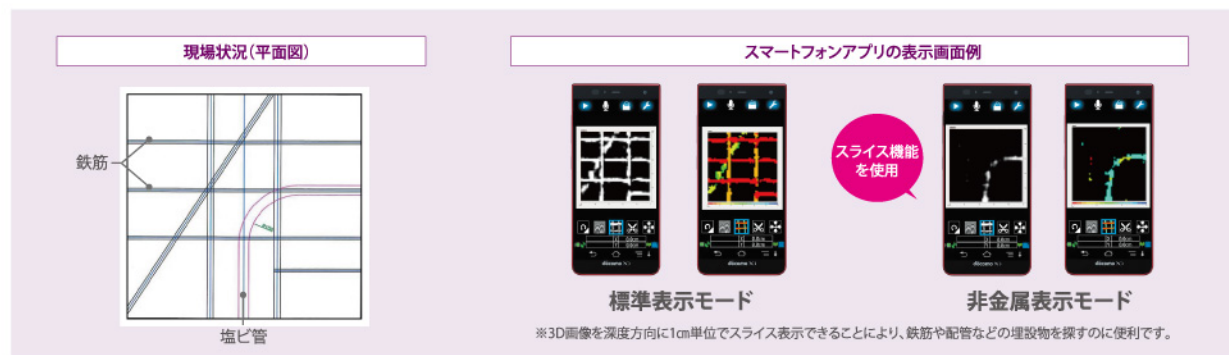 現場状況（平面図）
スマートフォンアプリの表示画面例
鉄筋
塩ビ管
スライス機能
を使用
docomo
docomo
docomo
docomo
標準表示モード
非金属表示モード
※3D画像を深度方向に1cm単位でスライス表示できることにより、鉄筋や配管などの埋設物を探すのに便利です。